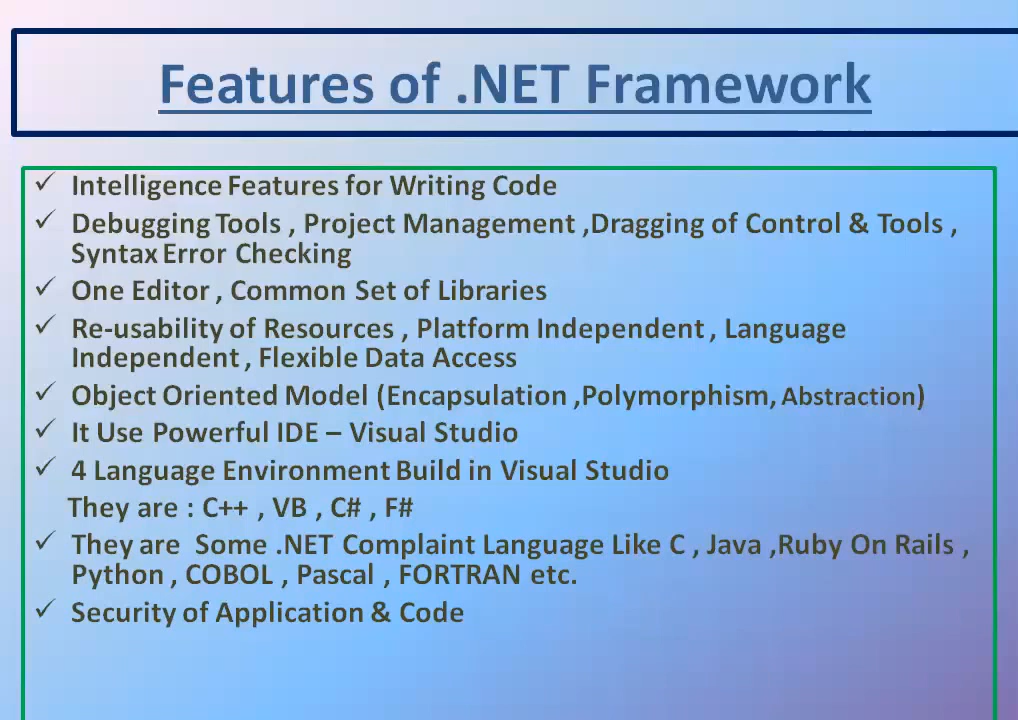 Features of .NET Framework
✓ Intelligence Features for Writing Code
✓ Debugging Tools , Project Management ,Dragging of Control & Tools ,
Syntax Error Checking
✓ One Editor , Common Set of Libraries
✓ Re-usability of Resources , Platform Independent , Language
Independent , Flexible Data Access
✓ Object Oriented Model (Encapsulation ,Polymorphism, Abstraction)
✓ It Use Powerful IDE – Visual Studio
✓ 4 Language Environment Build in Visual Studio
They are : C++ , VB , C# , F#
✓ They are Some .NET Complaint Language Like C , Java ,Ruby On Rails ,
Python , COBOL , Pascal , FORTRAN etc.
✓ Security of Application & Code